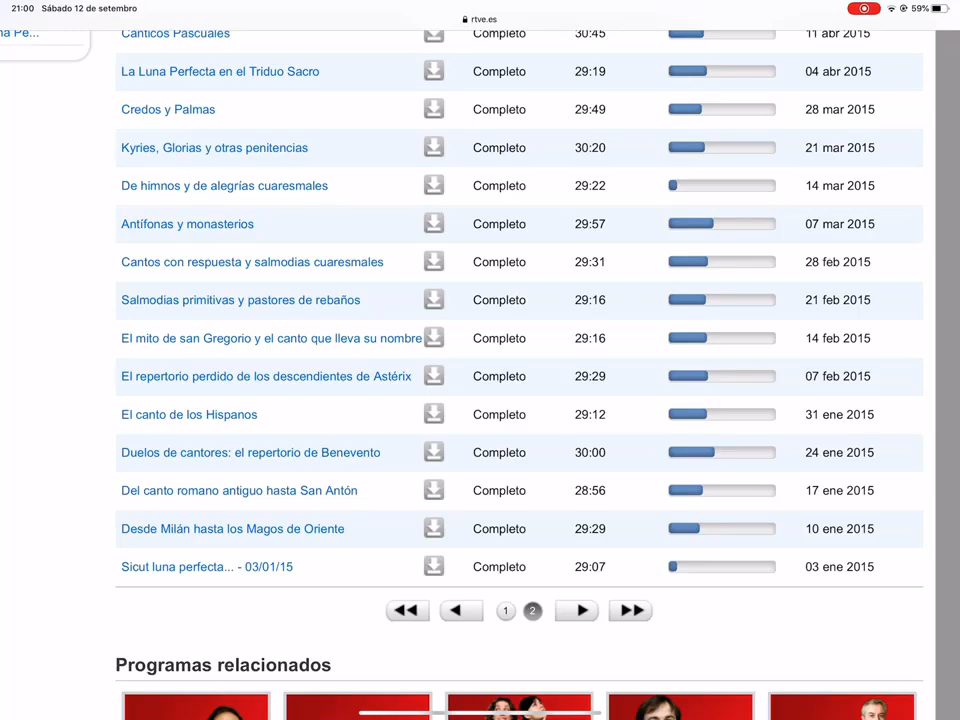 21:00 Sábado 12 de setembro 59%
rtve.es
na Pe...
Cánticos Pascuales Completo 30:45 11 abr 2015
La Luna Perfecta en el Triduo Sacro Completo 29:19 04 abr 2015
Credos y Palmas Completo 29:49 28 mar 2015
Kyries, Glorias y otras penitencias Completo 30:20 21 mar 2015
De himnos y de alegrías cuaresmales Completo 29:22 14 mar 2015
Antífonas y monasterios Completo 29:57 07 mar 2015
Cantos con respuesta y salmodias cuaresmales Completo 29:31 28 feb 2015
Salmodias primitivas y pastores de rebaños Completo 29:16 21 feb 2015
El mito de san Gregorio y el canto que lleva su nombre Completo 29:16 14 feb 2015
El repertorio perdido de los descendientes de Astérix Completo 29:29 07 feb 2015
El canto de los Hispanos Completo 29:12 31 ene 2015
Duelos de cantores: el repertorio de Benevento Completo 30:00 24 ene 2015
Del canto romano antiguo hasta San Antón Completo 28:56 17 ene 2015
Desde Milán hasta los Magos de Oriente Completo 29:29 10 ene 2015
Sicut luna perfecta... - 03/01/15 Completo 29:07 03 ene 2015
1 2
Programas relacionados